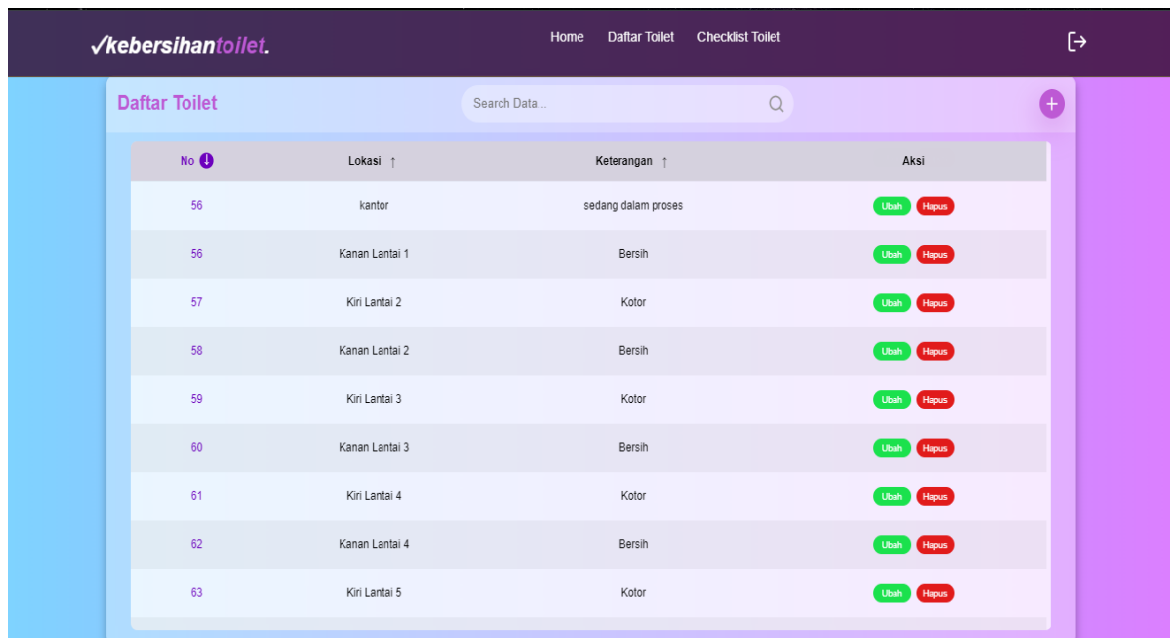 ✓kebersihantoilet.
Home Daftar Toilet Checklist Toilet
Daftar Toilet
Search Data...
No Lokasi ↑ Keterangan ↑ Aksi
56 kantor sedang dalam proses Ubah Hapus
56 Kanan Lantai 1 Bersih Ubah Hapus
57 Kiri Lantai 2 Kotor Ubah Hapus
58 Kanan Lantai 2 Bersih Ubah Hapus
59 Kiri Lantai 3 Kotor Ubah Hapus
60 Kanan Lantai 3 Bersih Ubah Hapus
61 Kiri Lantai 4 Kotor Ubah Hapus
62 Kanan Lantai 4 Bersih Ubah Hapus
63 Kiri Lantai 5 Kotor Ubah Hapus